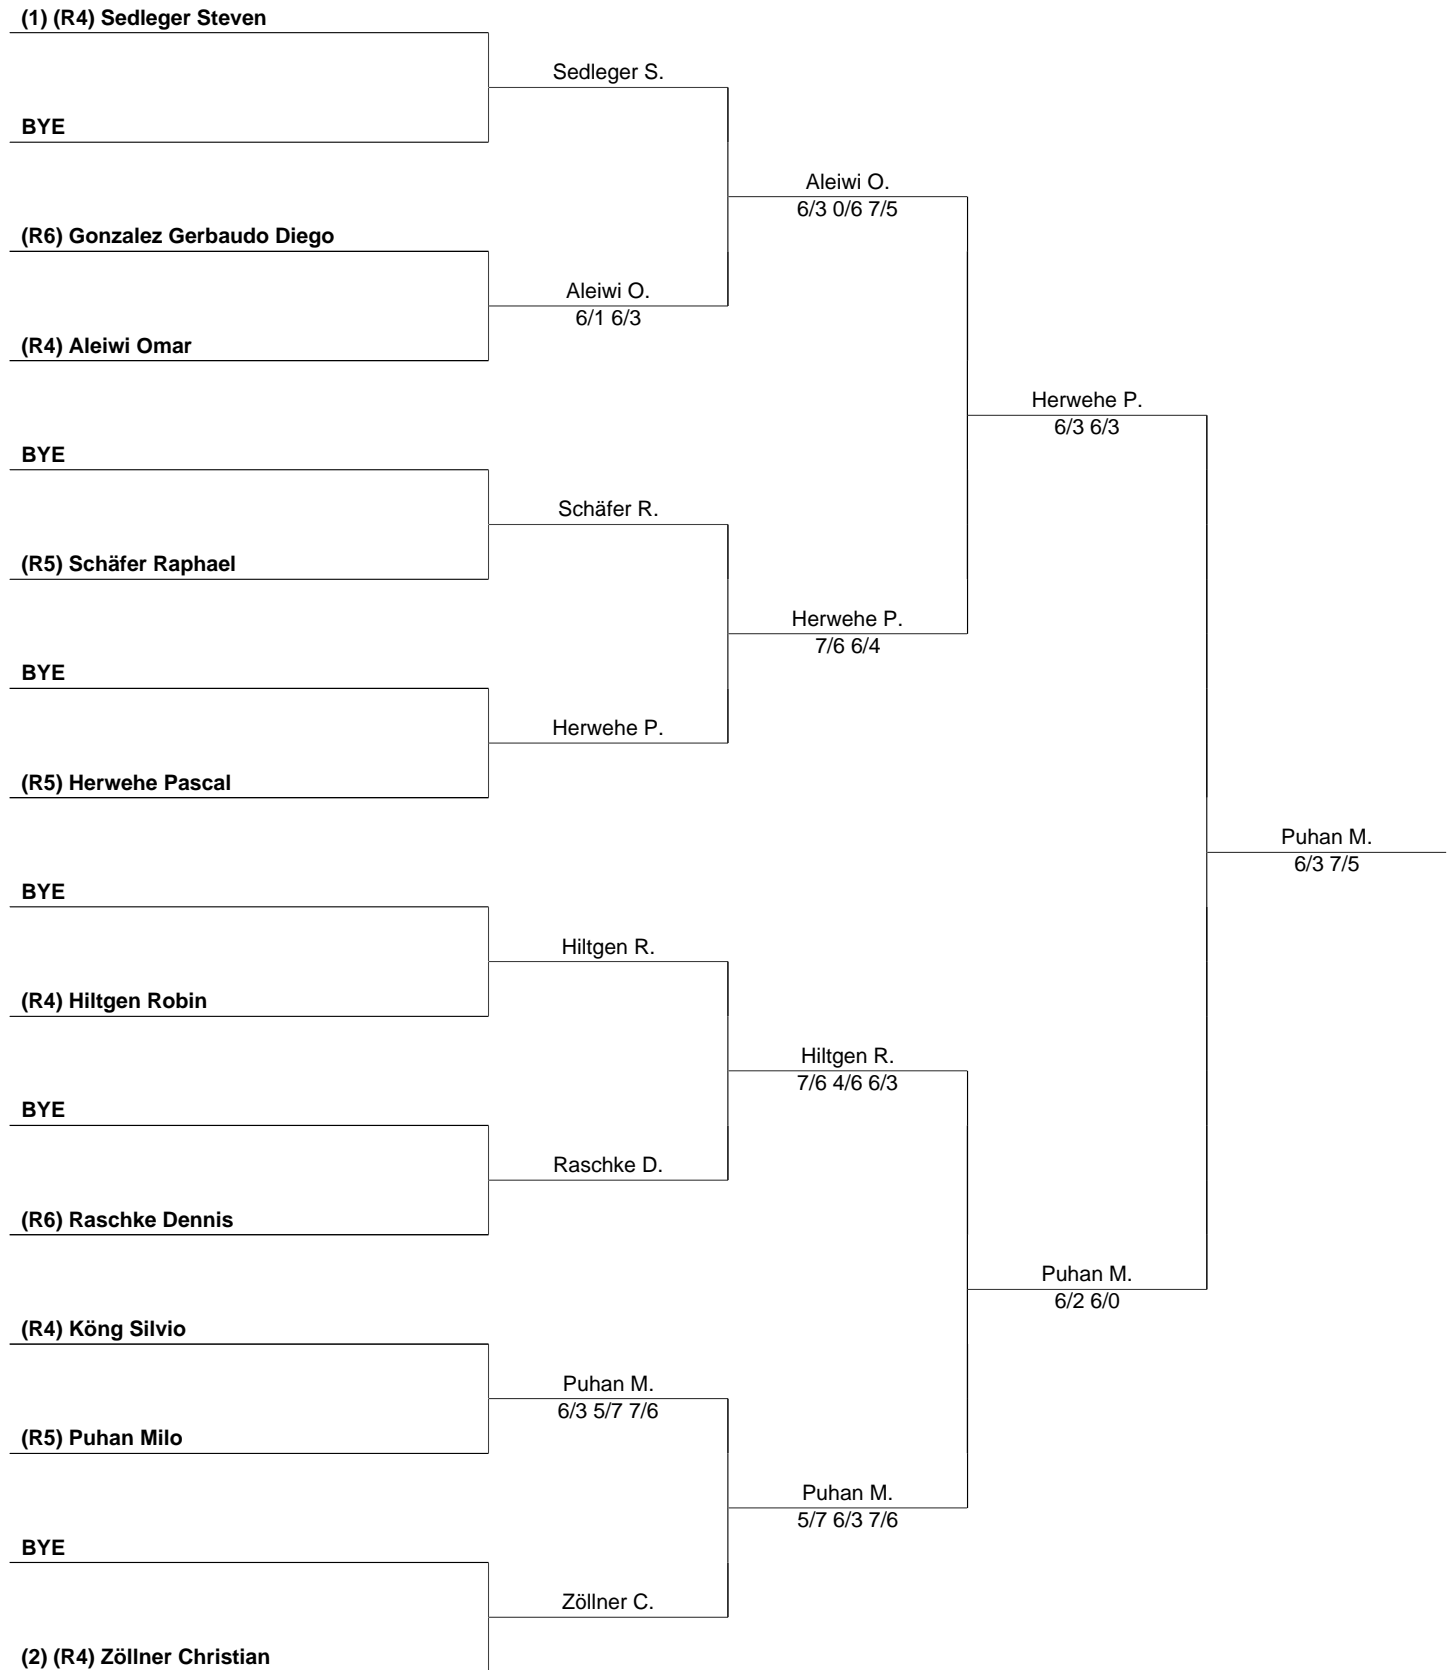 (1) (R4) Sedleger Steven
Sedleger S.
BYE
Aleiwi O.
6/3 0/6 7/5
(R6) Gonzalez Gerbaudo Diego
Aleiwi O.
6/1 6/3
(R4) Aleiwi Omar
Herwehe P.
6/3 6/3
BYE
Schäfer R.
(R5) Schäfer Raphael
Herwehe P.
7/6 6/4
BYE
Herwehe P.
(R5) Herwehe Pascal
Puhan M.
6/3 7/5
BYE
Hiltgen R.
(R4) Hiltgen Robin
Hiltgen R.
7/6 4/6 6/3
BYE
Raschke D.
(R6) Raschke Dennis
Puhan M.
6/2 6/0
(R4) Köng Silvio
Puhan M.
6/3 5/7 7/6
(R5) Puhan Milo
Puhan M.
5/7 6/3 7/6
BYE
Zöllner C.
(2) (R4) Zöllner Christian